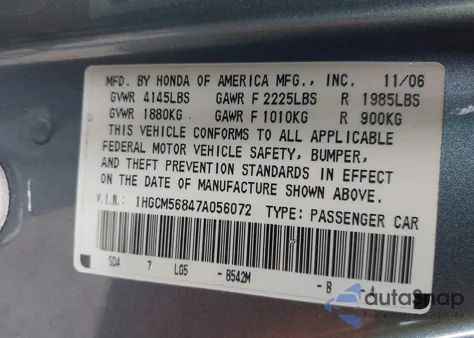 MFD. BY HONDA OF AMERICA MFG., INC. 11/06
GVWR 4145LBS GAWR F 2225LBS R 1985LBS
GVWR 1880KG GAWR F 1010KG R 900KG
THIS VEHICLE CONFORMS TO ALL APPLICABLE
FEDERAL MOTOR VEHICLE SAFETY, BUMPER,
AND THEFT PREVENTION STANDARDS IN EFFECT
ON THE DATE OF MANUFACTURE SHOWN ABOVE.
V.I.N.: 1HGCM56847A056072 TYPE: PASSENGER CAR
SDA 7 LG5 - B542M - B - A
autoSnap